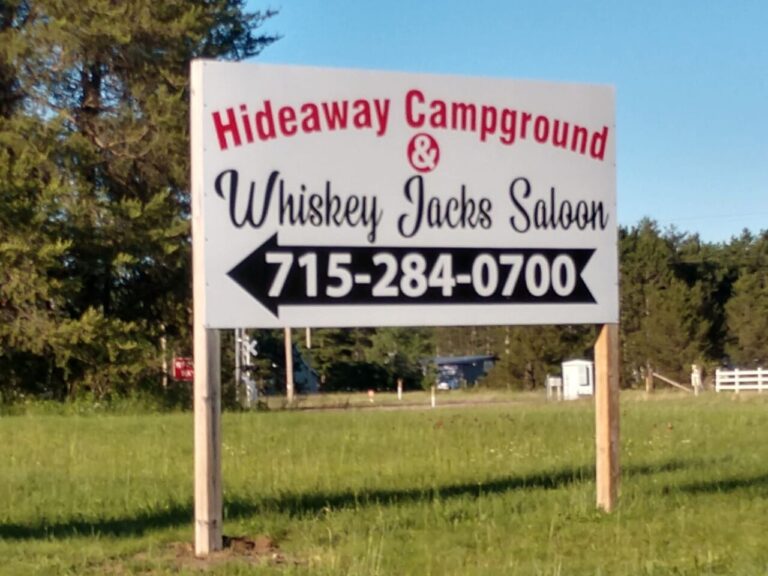 Hideaway Campground
&
Whiskey Jacks Saloon
715-284-0700